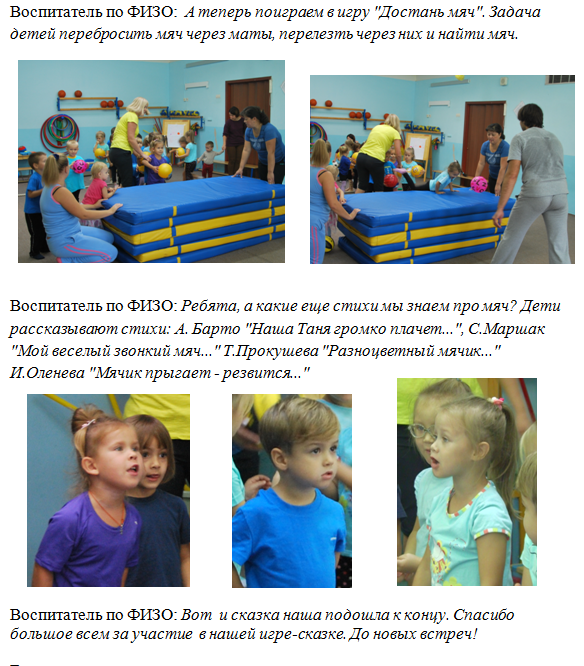 Воспитатель по ФИЗО: А теперь поиграем в игру "Достань мяч". Задача
детей перебросить мяч через маты, перелезть через них и найти мяч.
Воспитатель по ФИЗО: Ребята, а какие еще стихи мы знаем про мяч? Дети
рассказывают стихи: А. Барто "Наша Таня громко плачет...", С.Маршак
"Мой веселый звонкий мяч..." Т.Прокушева "Разноцветный мячик..."
И.Оленева "Мячик прыгает - резвится..."
Воспитатель по ФИЗО: Вот и сказка наша подошла к концу. Спасибо
большое всем за участие в нашей игре-сказке. До новых встреч!